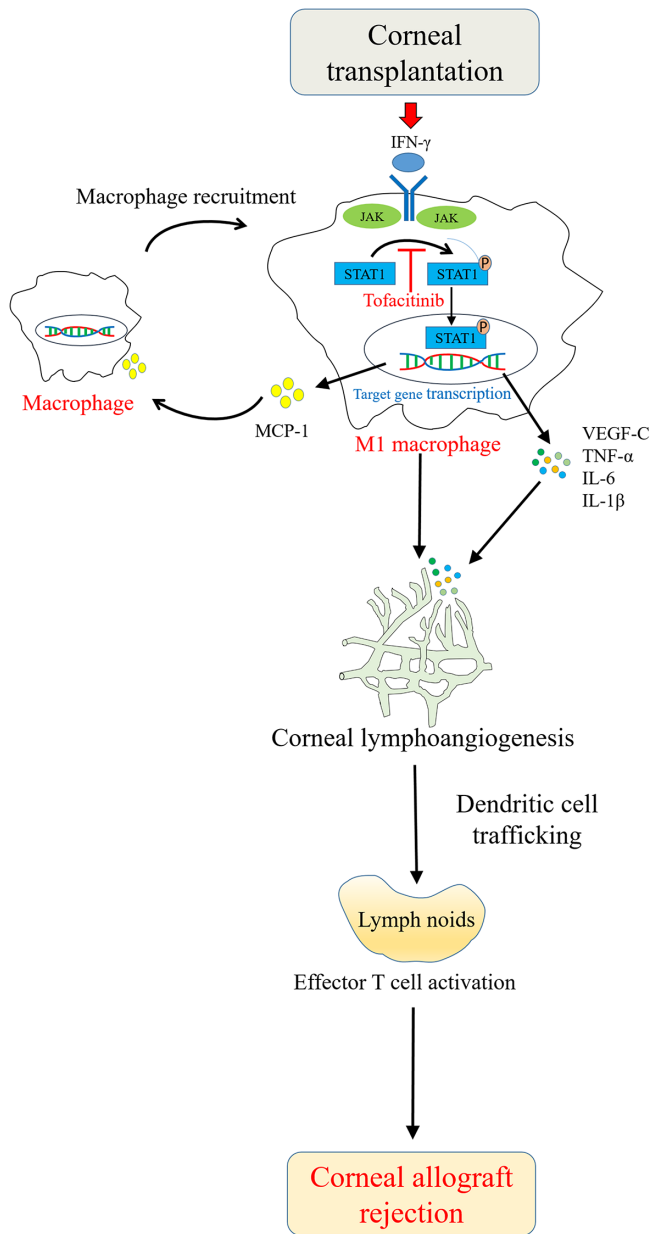 Corneal
transplantation
IFN-γ
Macrophage recruitment
JAK
JAK
P
STAT1
STAT1
Tofacitinib
P
STAT1
Target gene transcription
Macrophage
MCP-1
M1 macrophage
VEGF-C
TNF-α
IL-6
IL-1β
Corneal lymphoangiogenesis
Dendritic cell
trafficking
Lymph noids
Effector T cell activation
Corneal allograft
rejection